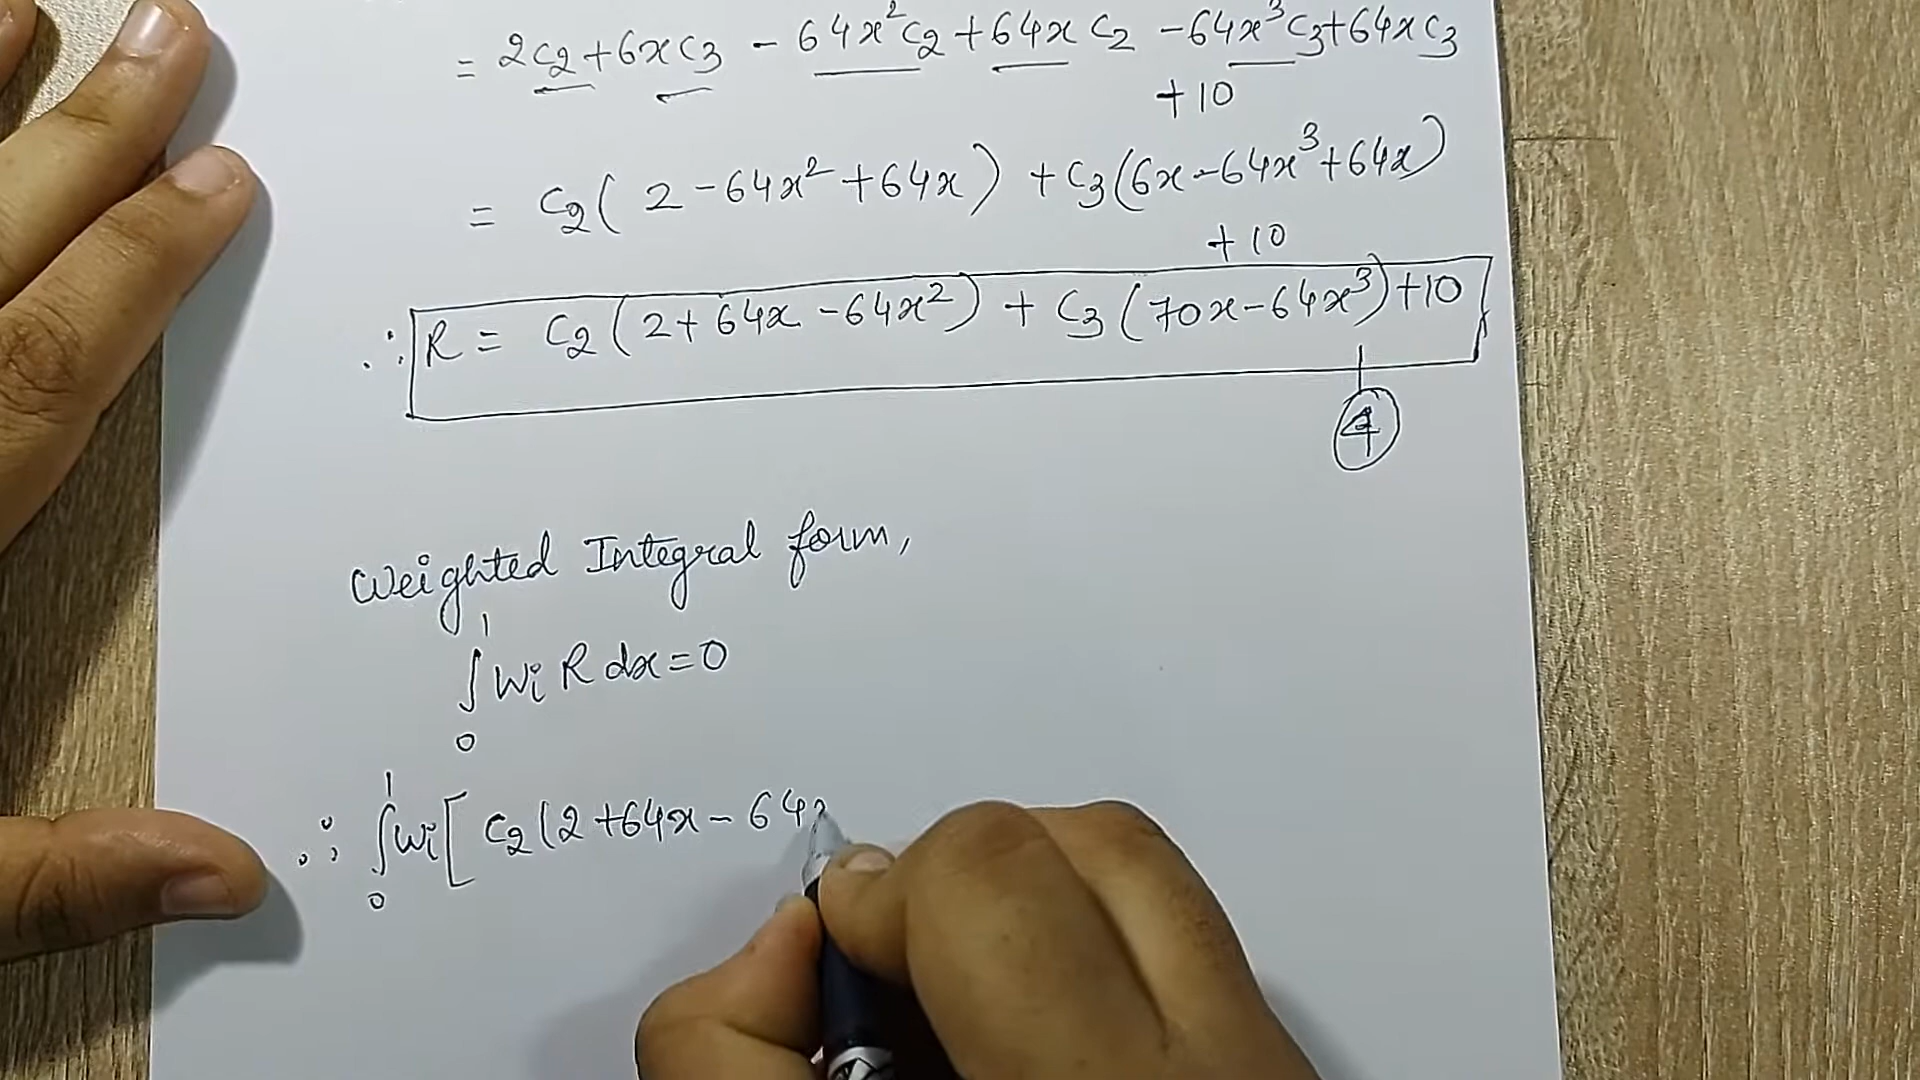 = 2c₂+6xc₃ - 64x²c₂+64xc₂ -64x³c₃+64xc₃
+10
= c₂(2-64x²+64x) +c₃(6x-64x³+64x)
+10
∴ R = c₂(2+64x-64x²) + c₃(70x-64x³)+10
4
Weighted Integral form,
∫₀¹ Wi R dx=0
∴ ∫₀¹ Wi[ c₂(2+64x-64